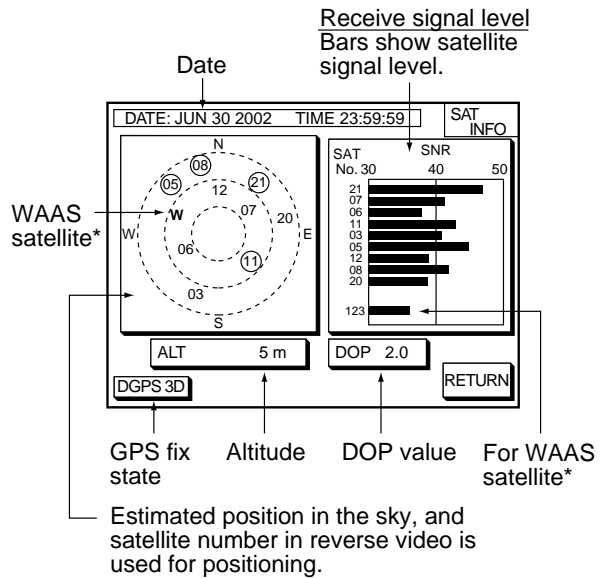 Receive signal level
Bars show satellite
signal level.
Date
DATE: JUN 30 2002 TIME 23:59:59
SAT
INFO
N
08
05
21
12
W
07
20
W
E
06
11
03
S
SAT
No.
SNR
30 40 50
21
07
06
11
03
05
12
08
20
123
WAAS
satellite*
ALT 5 m
DOP 2.0
DGPS 3D
RETURN
GPS fix
state
Altitude
DOP value
For WAAS
satellite*
Estimated position in the sky, and
satellite number in reverse video is
used for positioning.